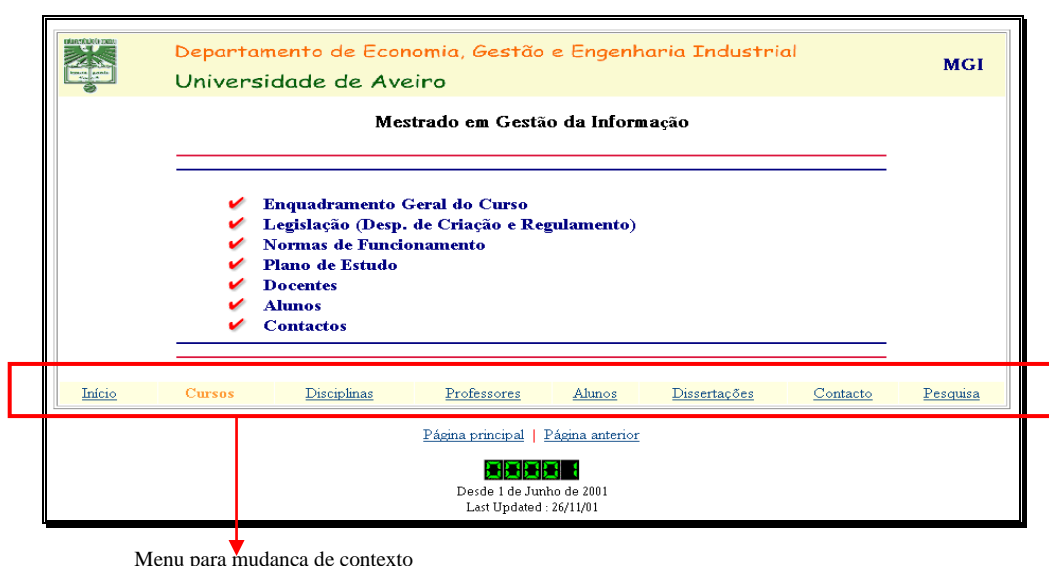 Departamento de Economia, Gestão e Engenharia Industrial
Universidade de Aveiro
MGI
Mestrado em Gestão da Informação
Enquadramento Geral do Curso
Legislação (Desp. de Criação e Regulamento)
Normas de Funcionamento
Plano de Estudo
Docentes
Alunos
Contactos
Início Cursos Disciplinas Professores Alunos Dissertações Contacto Pesquisa
Página principal | Página anterior
00001
Desde 1 de Junho de 2001
Last Updated : 26/11/01
Menu para mudança de contexto